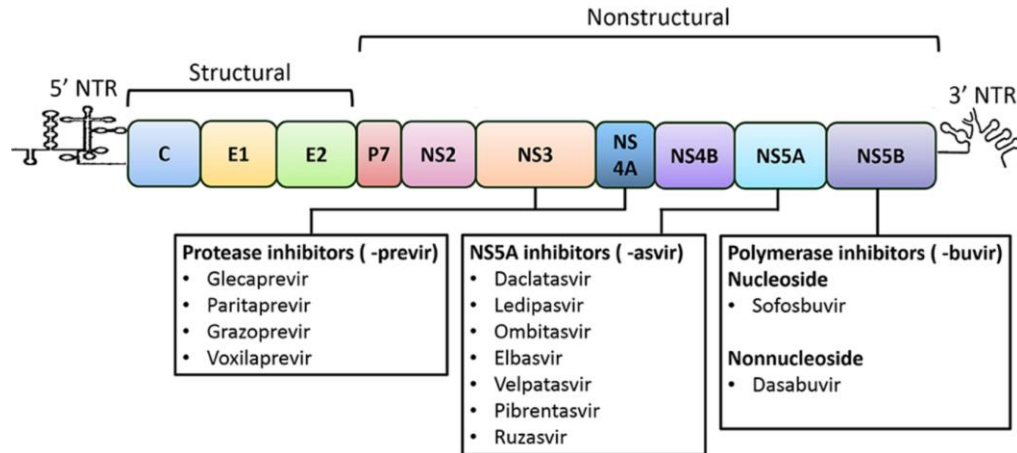 Nonstructural
Structural
5’ NTR
3’ NTR
C
E1
E2
P7
NS2
NS3
NS
4A
NS4B
NS5A
NS5B
Protease inhibitors ( -previr)
• Glecaprevir
• Paritaprevir
• Grazoprevir
• Voxilaprevir
NS5A inhibitors ( -asvir)
• Daclatasvir
• Ledipasvir
• Ombitasvir
• Elbasvir
• Velpatasvir
• Pibrentasvir
• Ruzasvir
Polymerase inhibitors ( -buvir)
Nucleoside
• Sofosbuvir
Nonnucleoside
• Dasabuvir